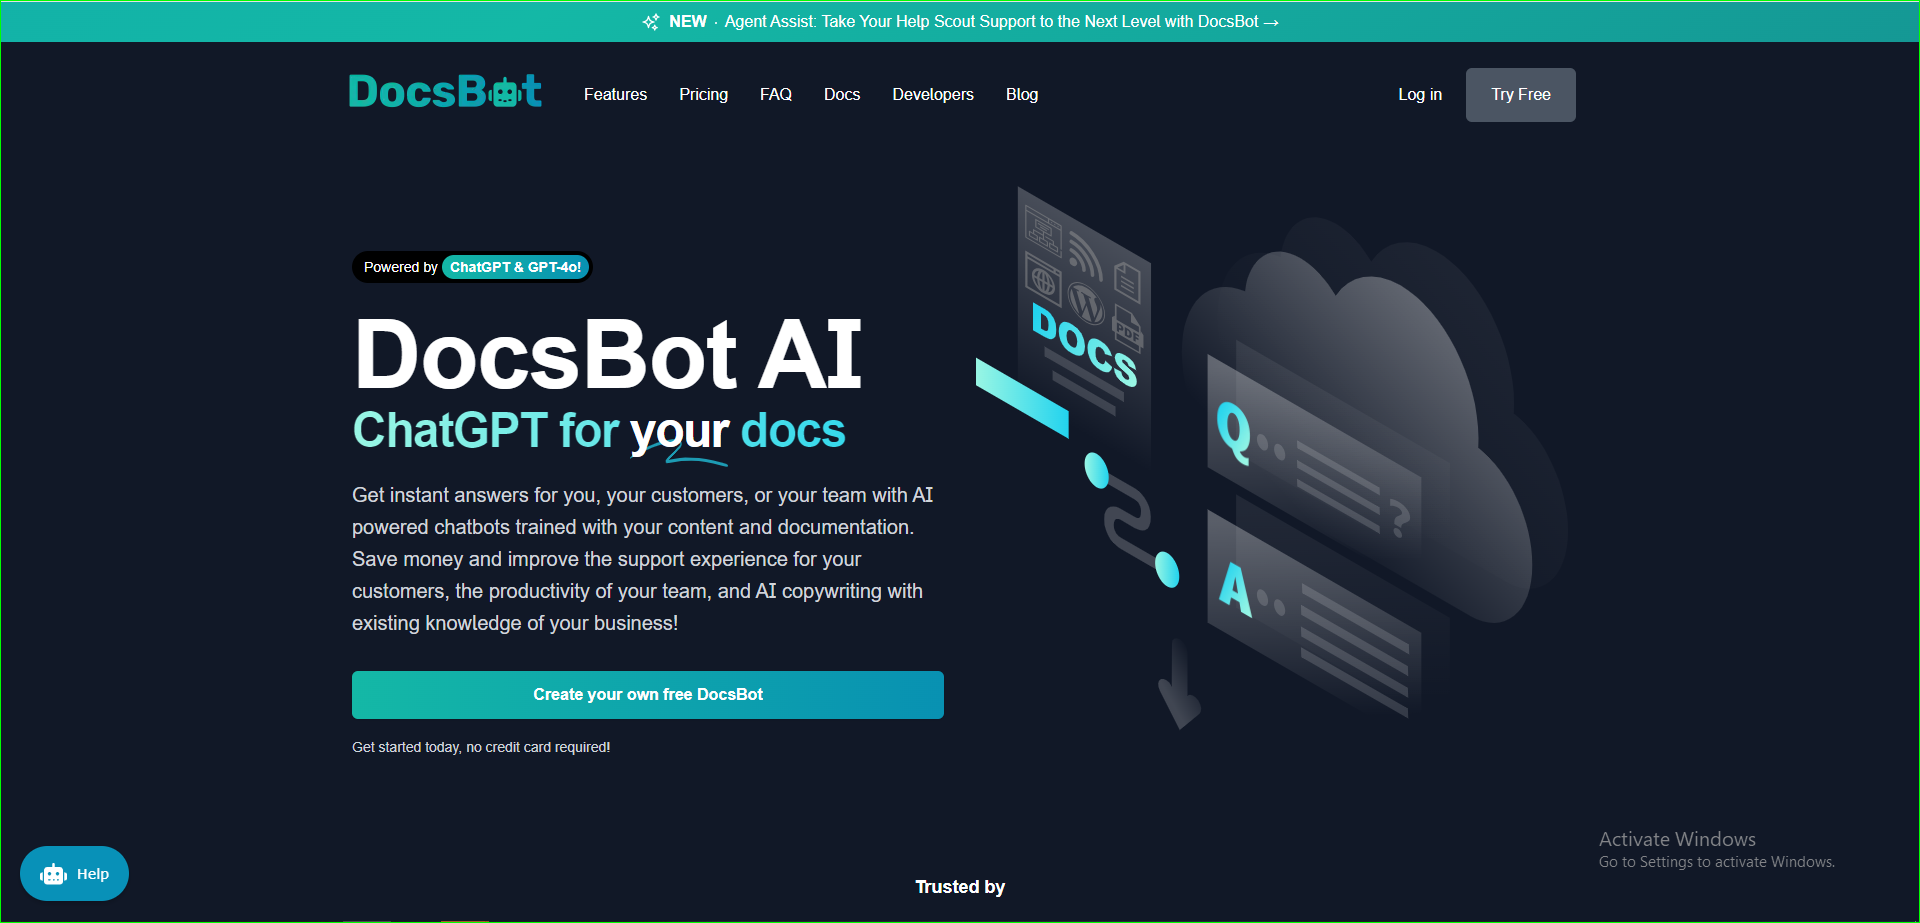 NEW · Agent Assist: Take Your Help Scout Support to the Next Level with DocsBot →
DocsBot
Features
Pricing
FAQ
Docs
Developers
Blog
Log in
Try Free
Powered by ChatGPT & GPT-4o!
DocsBot AI
ChatGPT for your docs
Get instant answers for you, your customers, or your team with AI
powered chatbots trained with your content and documentation.
Save money and improve the support experience for your
customers, the productivity of your team, and AI copywriting with
existing knowledge of your business!
Create your own free DocsBot
Get started today, no credit card required!
PDF
DOCS
Q
?
A
Activate Windows
Go to Settings to activate Windows.
Help
Trusted by